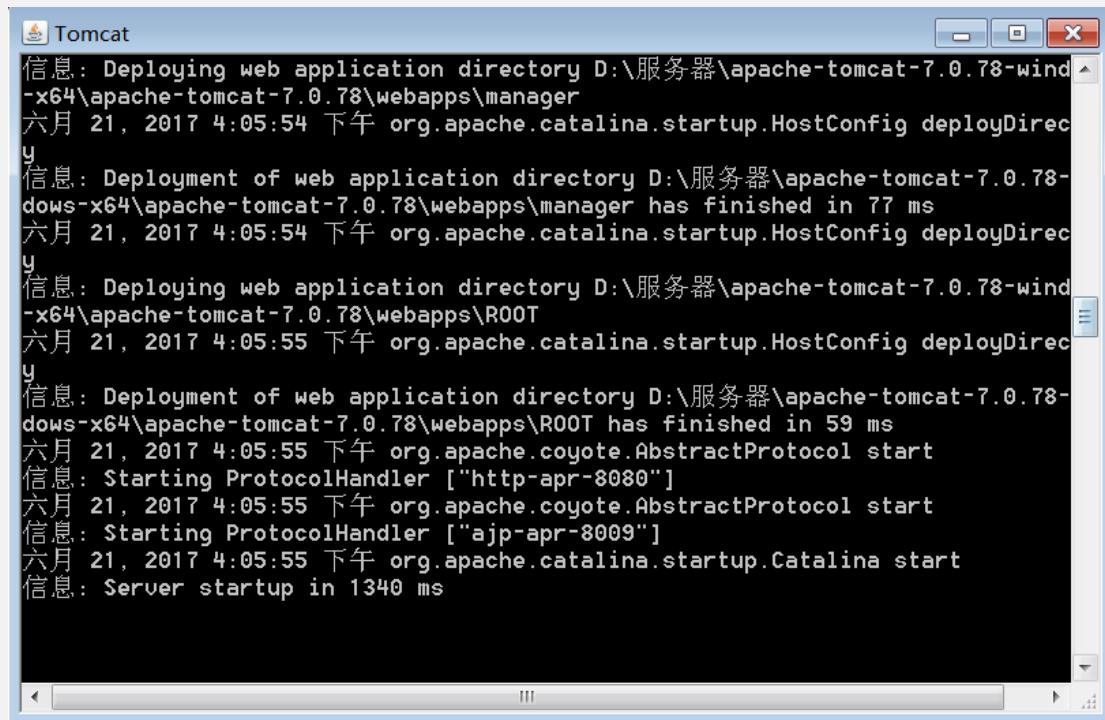 Tomcat
信息: Deploying web application directory D:\服务器\apache-tomcat-7.0.78-wind
-x64\apache-tomcat-7.0.78\webapps\manager
六月 21, 2017 4:05:54 下午 org.apache.catalina.startup.HostConfig deployDirec
y
信息: Deployment of web application directory D:\服务器\apache-tomcat-7.0.78-
dows-x64\apache-tomcat-7.0.78\webapps\manager has finished in 77 ms
六月 21, 2017 4:05:54 下午 org.apache.catalina.startup.HostConfig deployDirec
y
信息: Deploying web application directory D:\服务器\apache-tomcat-7.0.78-wind
-x64\apache-tomcat-7.0.78\webapps\ROOT
六月 21, 2017 4:05:55 下午 org.apache.catalina.startup.HostConfig deployDirec
y
信息: Deployment of web application directory D:\服务器\apache-tomcat-7.0.78-
dows-x64\apache-tomcat-7.0.78\webapps\ROOT has finished in 59 ms
六月 21, 2017 4:05:55 下午 org.apache.coyote.AbstractProtocol start
信息: Starting ProtocolHandler ["http-apr-8080"]
六月 21, 2017 4:05:55 下午 org.apache.coyote.AbstractProtocol start
信息: Starting ProtocolHandler ["ajp-apr-8009"]
六月 21, 2017 4:05:55 下午 org.apache.catalina.startup.Catalina start
信息: Server startup in 1340 ms